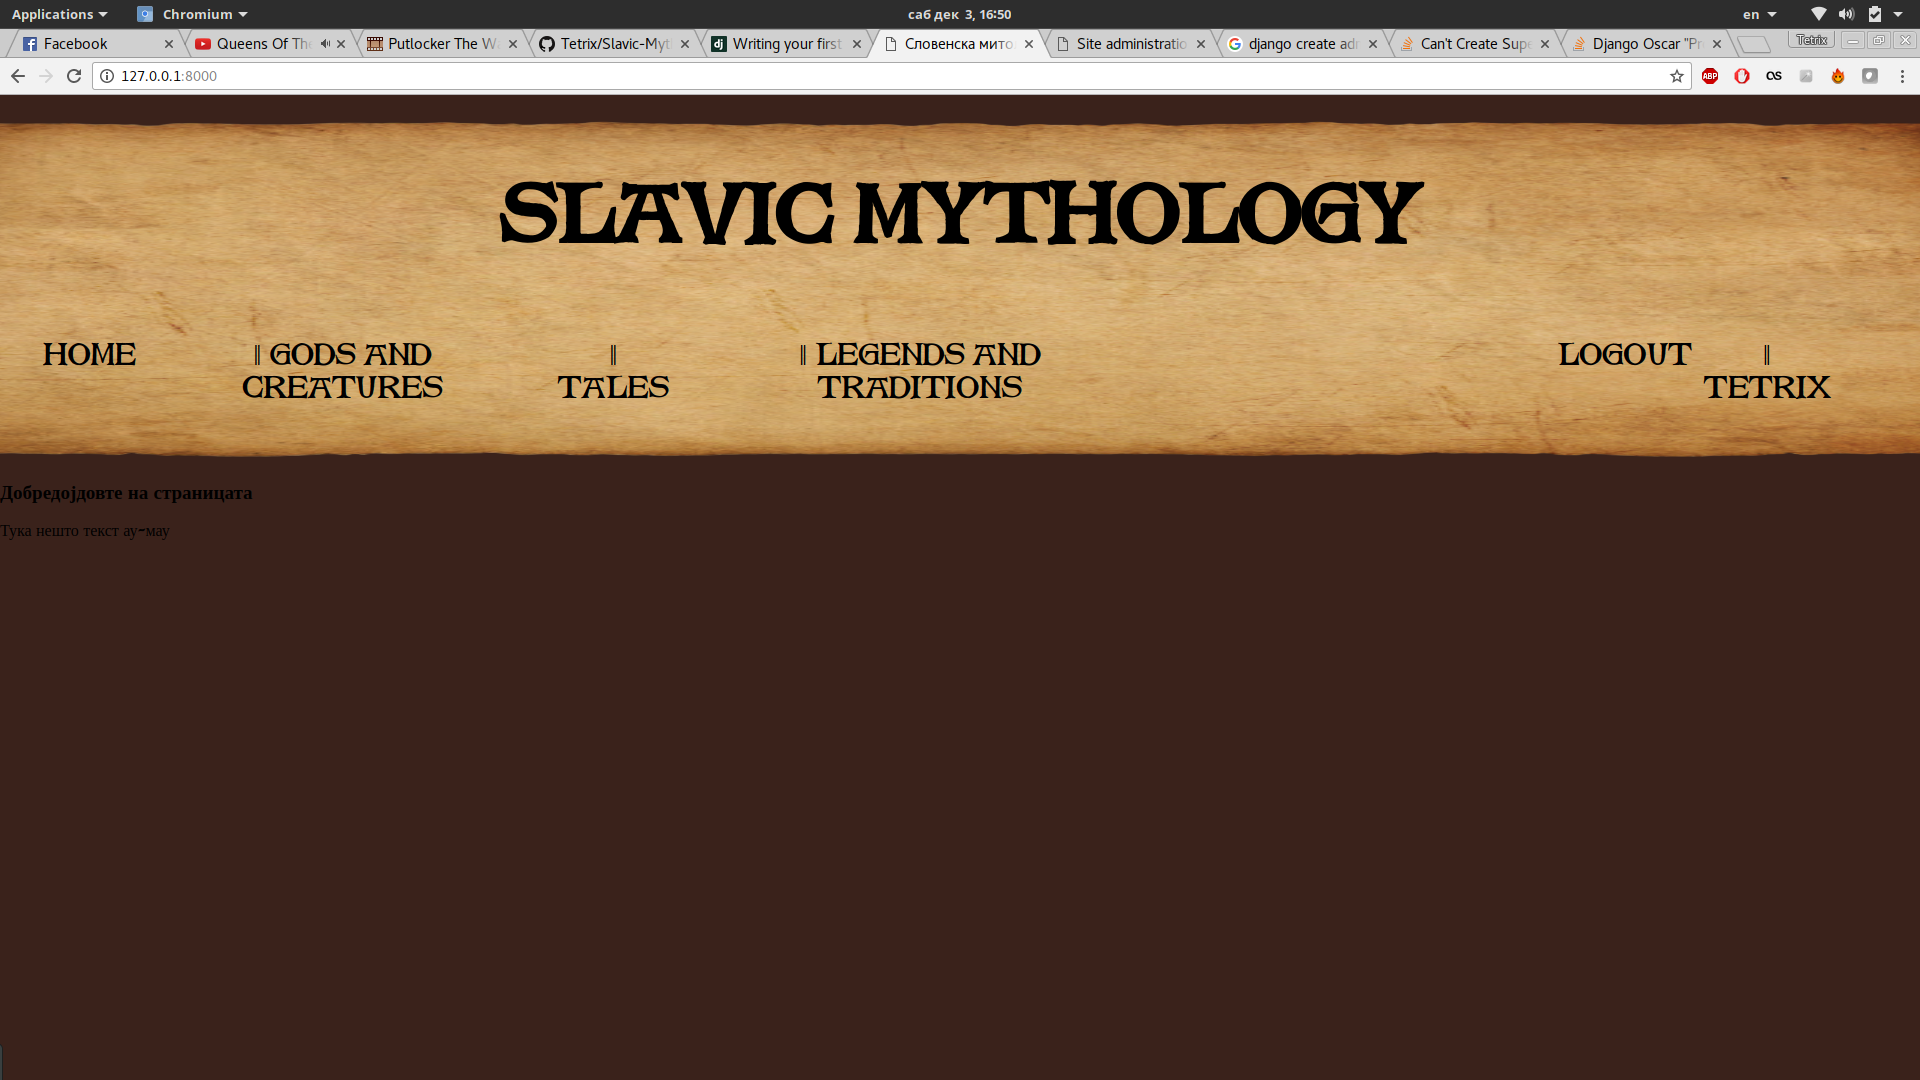 Applications Chromium саб дек 3, 16:50 en
Facebook Queens Of The Putlocker The W Tetrix/Slavic-Myt Writing your first Словенска мито Site administratio django create ad Can't Create Supe Django Oscar "Pr Tetrix
127.0.0.1:8000 ABP
SLAVIC MYTHOLOGY
HOME || GODS AND CREATURES || TALES || LEGENDS AND TRADITIONS LOGOUT || TETRIX
Добредојдовте на страницата
Тука нешто текст ау-мау